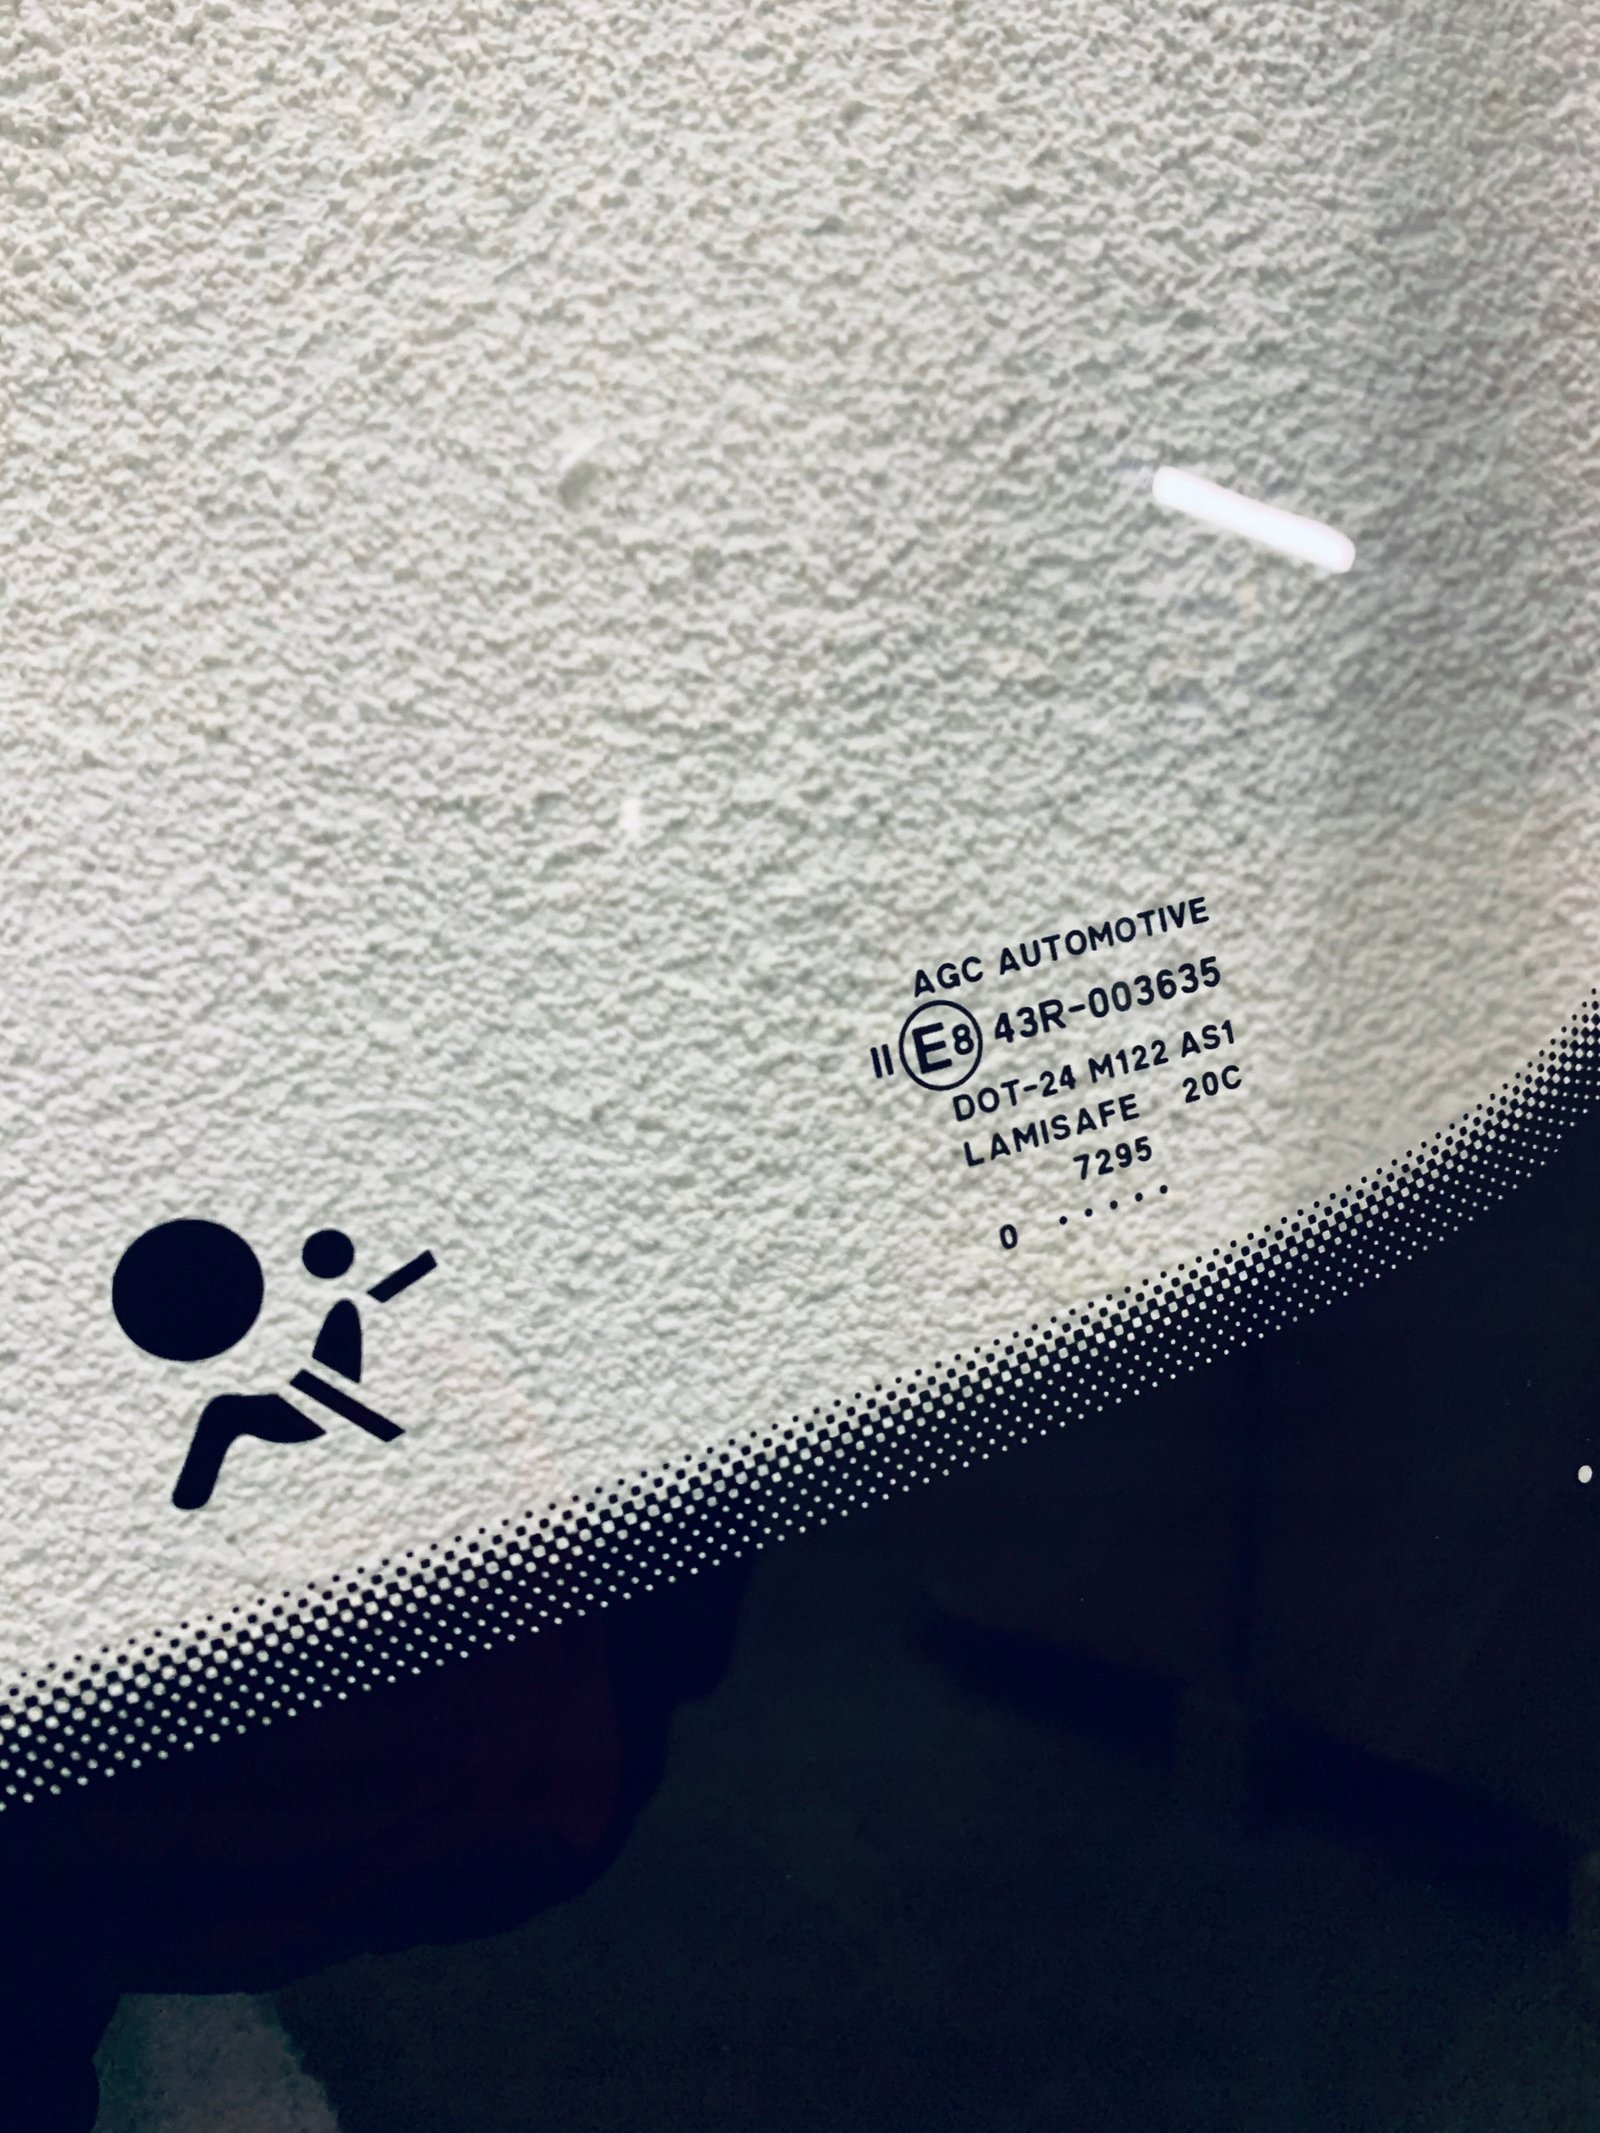 AGC AUTOMOTIVE
II E8 43R-003635
DOT-24 M122 AS1
LAMISAFE 20C
7295
0 .....